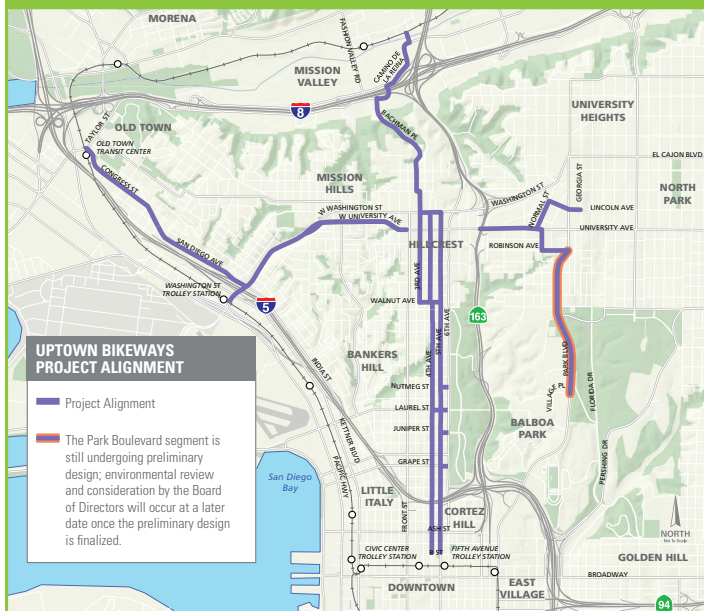 MORENA
FASHION VALLEY RD
CAMINO DE
LA REINA
MISSION
VALLEY
8
UNIVERSITY
HEIGHTS
TAYLOR ST
OLD TOWN
OLD TOWN
TRANSIT CENTER
BACHMAN PL
EL CAJON BLVD
GEORGIA ST
CONGRESS ST
MISSION
HILLS
WASHINGTON ST
NORMAL ST
NORTH
PARK
W WASHINGTON ST
W UNIVERSITY AVE
LINCOLN AVE
UNIVERSITY AVE
SAN DIEGO AVE
HILLCREST
ROBINSON AVE
WASHINGTON ST
TROLLEY STATION
3RD AVE
WALNUT AVE
5
163
4TH AVE
5TH AVE
6TH AVE
UPTOWN BIKEWAYS
PROJECT ALIGNMENT
Project Alignment
The Park Boulevard segment is
still undergoing preliminary
design; environmental review
and consideration by the Board
of Directors will occur at a later
date once the preliminary design
is finalized.
INDIA ST
BANKERS
HILL
PARK BLVD
NUTMEG ST
VILLAGE PL
FLORIDA DR
LAUREL ST
BALBOA
PARK
JUNIPER ST
KETTNER BLVD
PACIFIC HWY
GRAPE ST
PERSHING DR
San Diego
Bay
LITTLE
ITALY
FRONT ST
CORTEZ
HILL
ASH ST
NORTH
Not To Scale
CIVIC CENTER
TROLLEY STATION
B ST
FIFTH AVENUE
TROLLEY STATION
GOLDEN HILL
BROADWAY
DOWNTOWN
EAST
VILLAGE
94